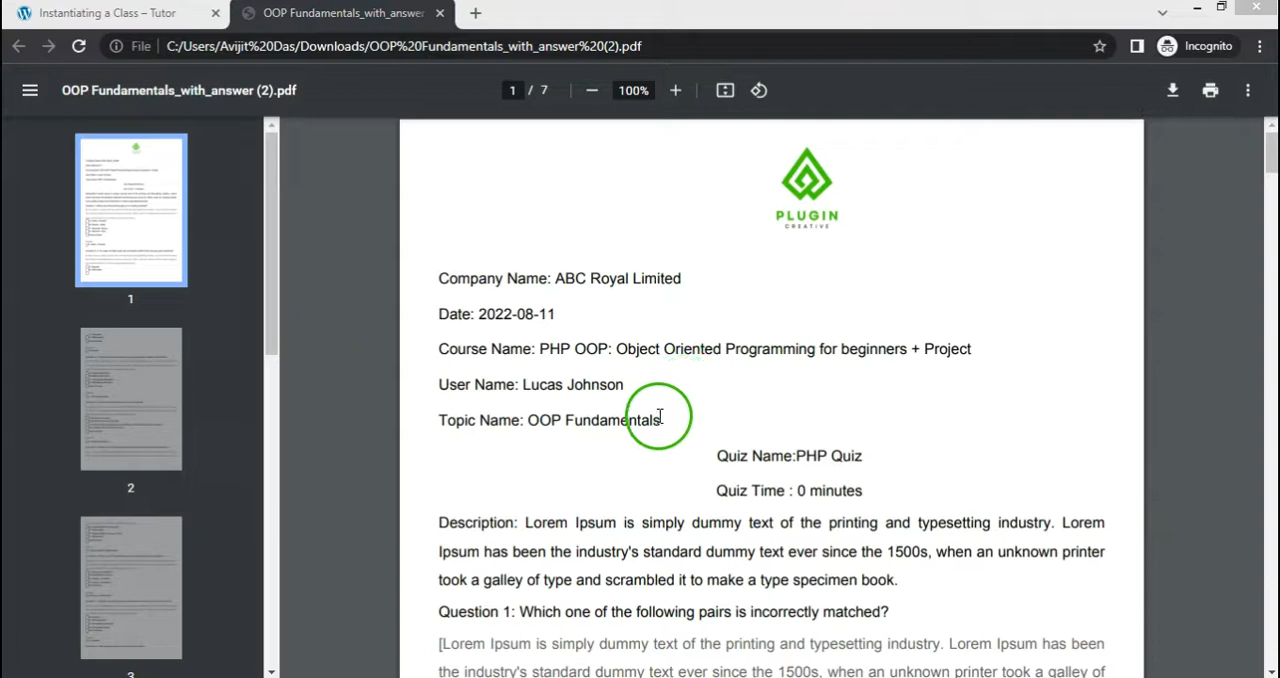 Instantiating a Class – Tutor
OOP Fundamentals_with_answer
File C:/Users/Avijit%20Das/Downloads/OOP%20Fundamentals_with_answer%20(2).pdf
Incognito
OOP Fundamentals_with_answer (2).pdf
1 / 7
100%
1
2
3
PLUGIN
CREATIVE
Company Name: ABC Royal Limited
Date: 2022-08-11
Course Name: PHP OOP: Object Oriented Programming for beginners + Project
User Name: Lucas Johnson
Topic Name: OOP Fundamentals
Quiz Name:PHP Quiz
Quiz Time : 0 minutes
Description: Lorem Ipsum is simply dummy text of the printing and typesetting industry. Lorem
Ipsum has been the industry's standard dummy text ever since the 1500s, when an unknown printer
took a galley of type and scrambled it to make a type specimen book.
Question 1: Which one of the following pairs is incorrectly matched?
[Lorem Ipsum is simply dummy text of the printing and typesetting industry. Lorem Ipsum has been
the industry's standard dummy text ever since the 1500s, when an unknown printer took a galley of